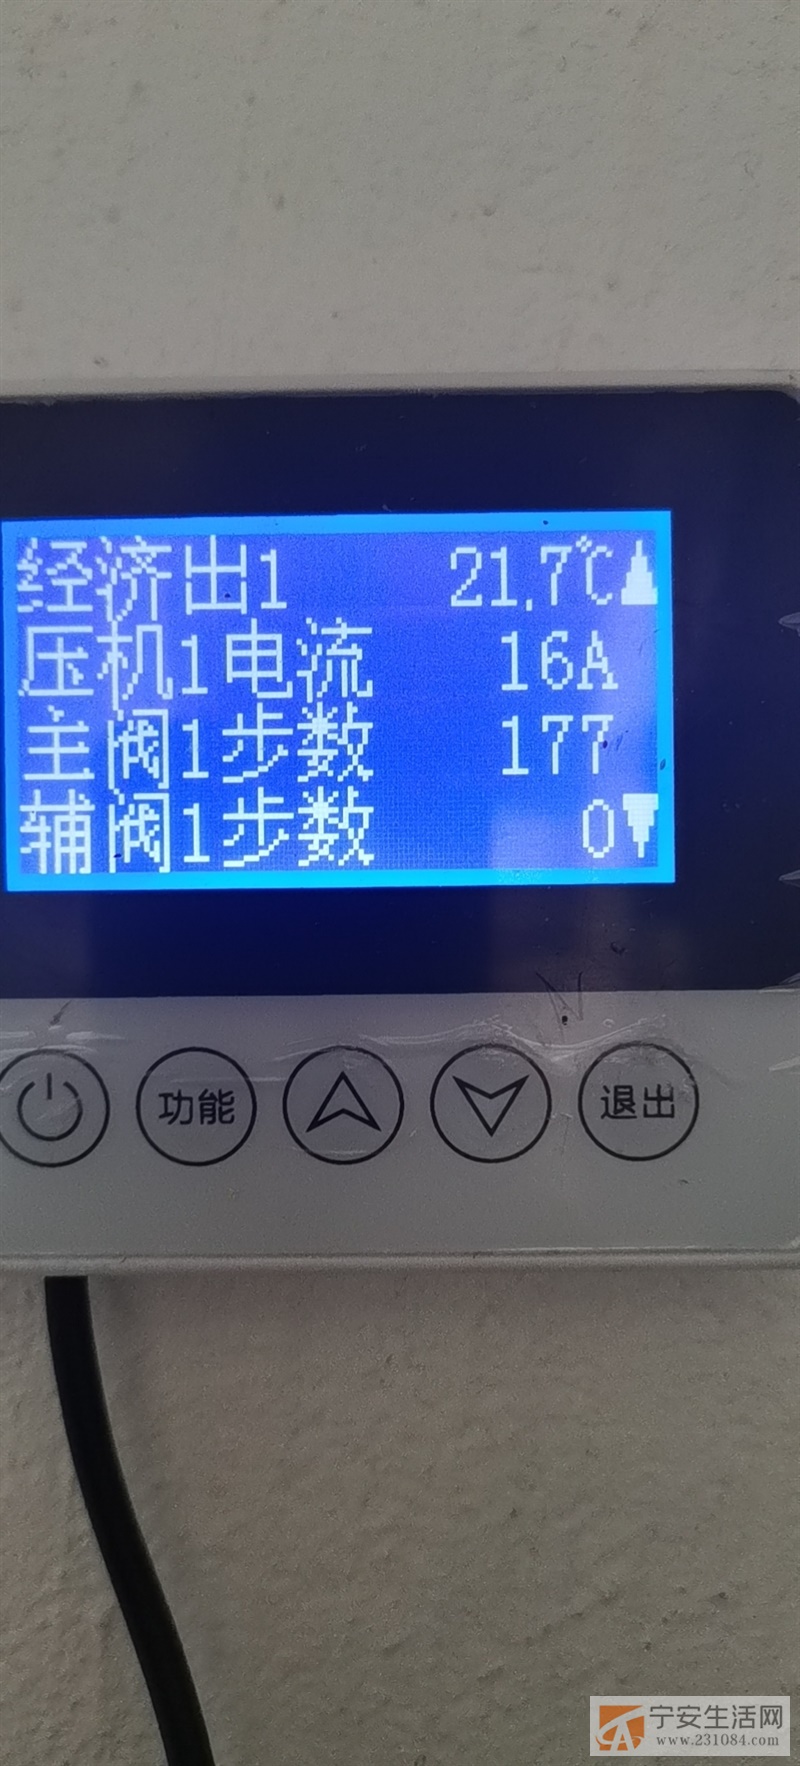 经济出1 21.7℃▲
压机1电流 16A
主阀1步数 177
辅阀1步数 0▼
功能 退出
宁安生活网
www.231084.com